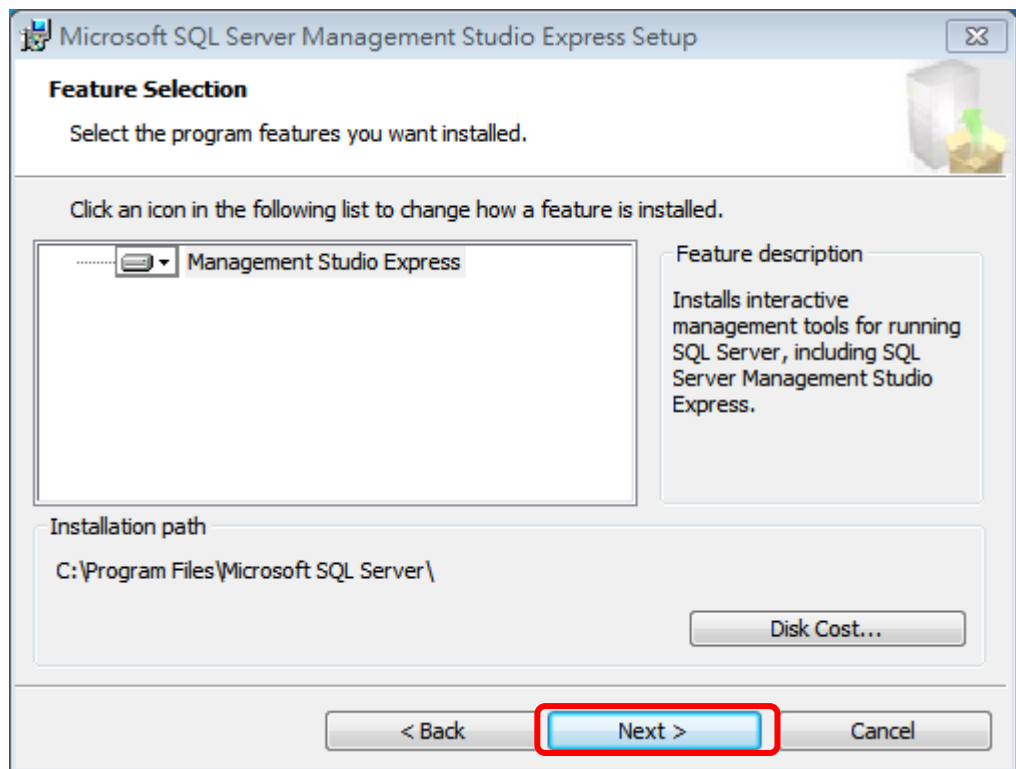 Microsoft SQL Server Management Studio Express Setup
Feature Selection
Select the program features you want installed.
Click an icon in the following list to change how a feature is installed.
Management Studio Express
Feature description
Installs interactive
management tools for running
SQL Server, including SQL
Server Management Studio
Express.
Installation path
C:\Program Files\Microsoft SQL Server\
Disk Cost...
< Back
Next >
Cancel